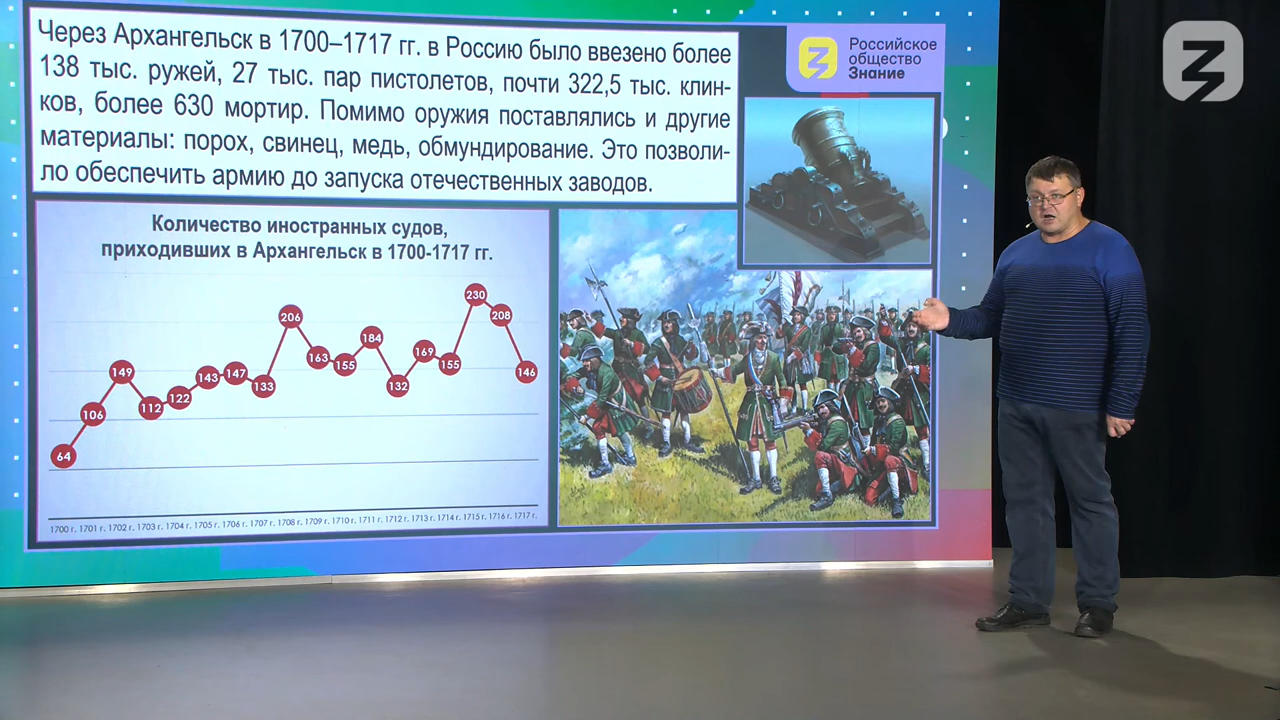 Через Архангельск в 1700–1717 гг. в Россию было ввезено более
138 тыс. ружей, 27 тыс. пар пистолетов, почти 322,5 тыс. клин-
ков, более 630 мортир. Помимо оружия поставлялись и другие
материалы: порох, свинец, медь, обмундирование. Это позволи-
ло обеспечить армию до запуска отечественных заводов.
Российское
общество
Знание
Количество иностранных судов,
приходивших в Архангельск в 1700-1717 гг.
64
106
149
112
122
143
147
133
206
163
155
184
132
169
155
230
208
146
1700 г. 1701 г. 1702 г. 1703 г. 1704 г. 1705 г. 1706 г. 1707 г. 1708 г. 1709 г. 1710 г. 1711 г. 1712 г. 1713 г. 1714 г. 1715 г. 1716 г. 1717 г.